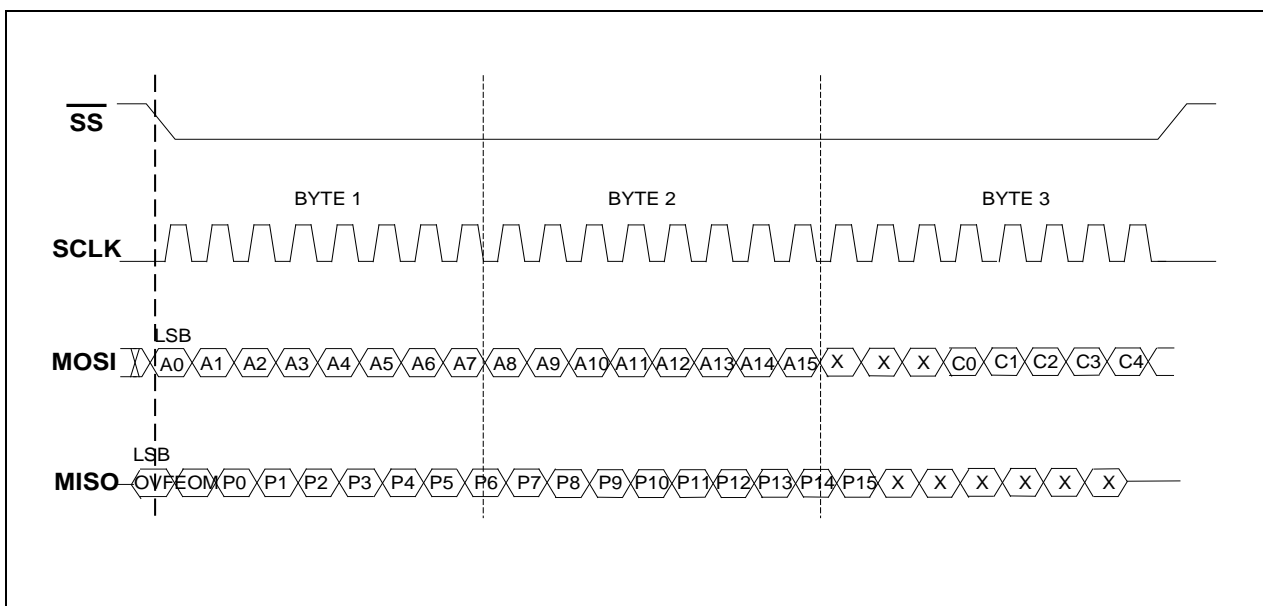 SS
BYTE 1 BYTE 2 BYTE 3
SCLK
LSB
MOSI A0 A1 A2 A3 A4 A5 A6 A7 A8 A9 A10 A11 A12 A13 A14 A15 X X X C0 C1 C2 C3 C4
LSB
MISO OVF EOM P0 P1 P2 P3 P4 P5 P6 P7 P8 P9 P10 P11 P12 P13 P14 P15 X X X X X X